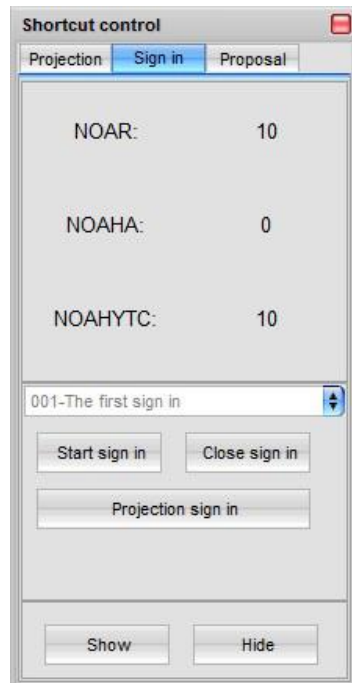 Shortcut control
Projection Sign in Proposal
NOAR: 10
NOAHA: 0
NOAHYTC: 10
001-The first sign in
Start sign in Close sign in
Projection sign in
Show Hide